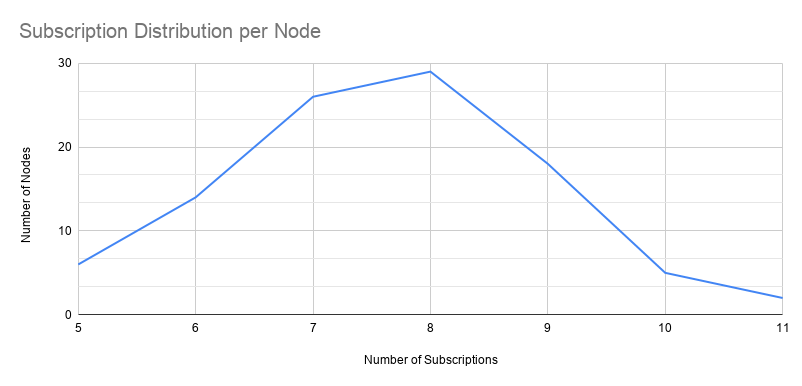 Subscription Distribution per Node
30
20
10
0
Number of Nodes
5 6 7 8 9 10 11
Number of Subscriptions